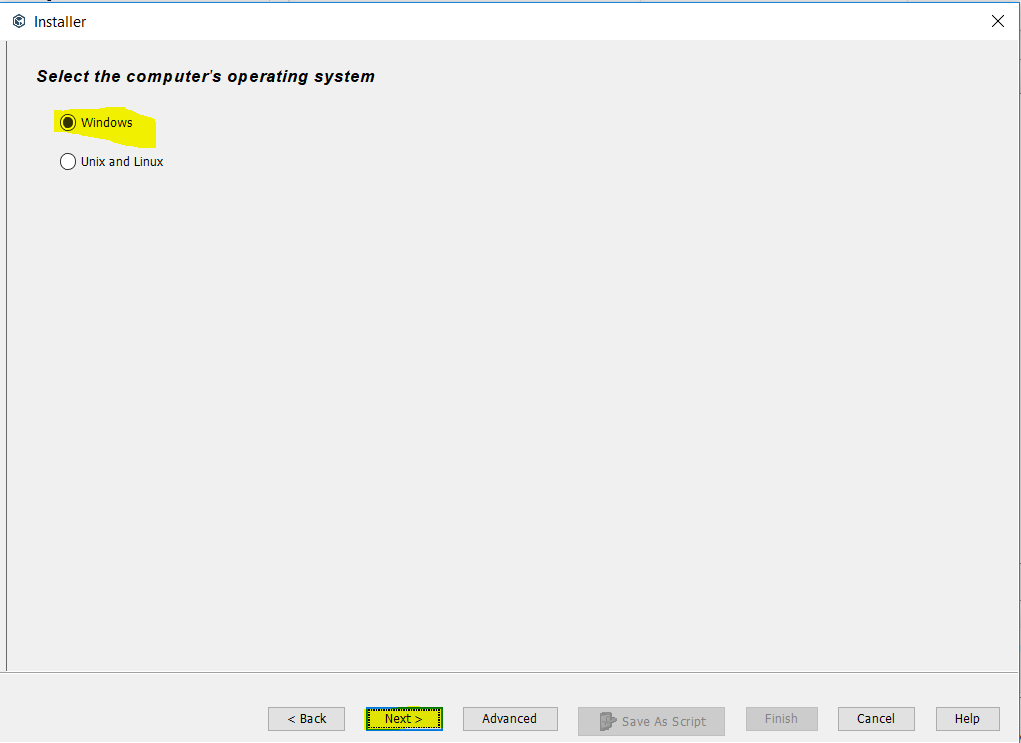 Installer
Select the computer's operating system
Windows
Unix and Linux
< Back Next > Advanced Save As Script Finish Cancel Help